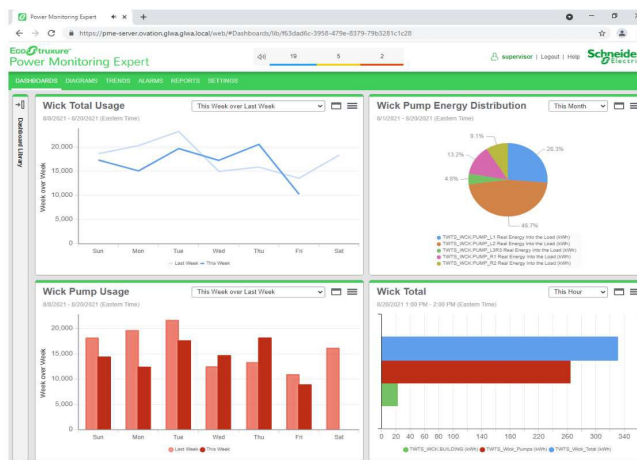 Power Monitoring Expert
https://pme-server.ovation.glwa.glwa.local/web/#Dashboards/lib/f63dad6c-3958-479e-8379-79b3281c1c28
EcoStruxure™
Power Monitoring Expert
19 5 2
supervisor | Logout | Help
Schneider
Electric
DASHBOARDS DIAGRAMS TRENDS ALARMS REPORTS SETTINGS
Dashboard Library
Wick Total Usage
This Week over Last Week
8/8/2021 - 8/20/2021 (Eastern Time)
Week over Week
20,000
15,000
10,000
5,000
0
Sun Mon Tue Wed Thu Fri Sat
Last Week This Week
Wick Pump Energy Distribution
This Month
8/1/2021 - 8/20/2021 (Eastern Time)
9.1%
26.3%
13.2%
4.6%
TWTS_WCK.PUMP_L1 Real Energy Into the Load (kWh)
TWTS_WCK.PUMP_L2 Real Energy Into the Load (kWh)
TWTS_WCK.PUMP_L3R3 Real Energy Into the Load (kWh)
TWTS_WCK.PUMP_R1 Real Energy Into the Load (kWh)
TWTS_WCK.PUMP_R2 Real Energy Into the Load (kWh)
Wick Pump Usage
This Week over Last Week
8/8/2021 - 8/20/2021 (Eastern Time)
Week over Week
20,000
15,000
10,000
5,000
0
Sun Mon Tue Wed Thu Fri Sat
Last Week This Week
Wick Total
This Hour
8/20/2021 1:00 PM - 2:00 PM (Eastern Time)
0 20 40 60 80 100 140 180 220 260 300 340
TWTS_WCK.BUILDING (kWh) TWTS_Wick_Pumps (kWh) TWTS_Wick_Total (kWh)